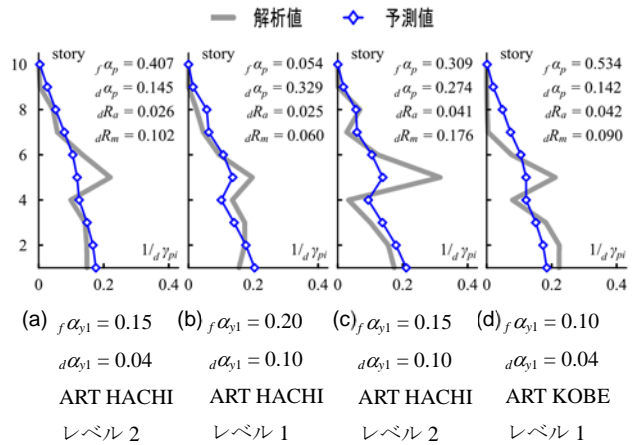 解析値 予測値
story story story story
10
8
6
4
2
fαp = 0.407
dαp = 0.145
dRa = 0.026
dRm = 0.102
1/dγpi
0 0.2 0.4
fαp = 0.054
dαp = 0.329
dRa = 0.025
dRm = 0.060
1/dγpi
0 0.2 0.4
fαp = 0.309
dαp = 0.274
dRa = 0.041
dRm = 0.176
1/dγpi
0 0.2 0.4
fαp = 0.534
dαp = 0.142
dRa = 0.042
dRm = 0.090
1/dγpi
0 0.2 0.4
(a) fαy1 = 0.15
dαy1 = 0.04
ART HACHI
レベル 2
(b) fαy1 = 0.20
dαy1 = 0.10
ART HACHI
レベル 1
(c) fαy1 = 0.15
dαy1 = 0.10
ART HACHI
レベル 2
(d) fαy1 = 0.10
dαy1 = 0.04
ART KOBE
レベル 1